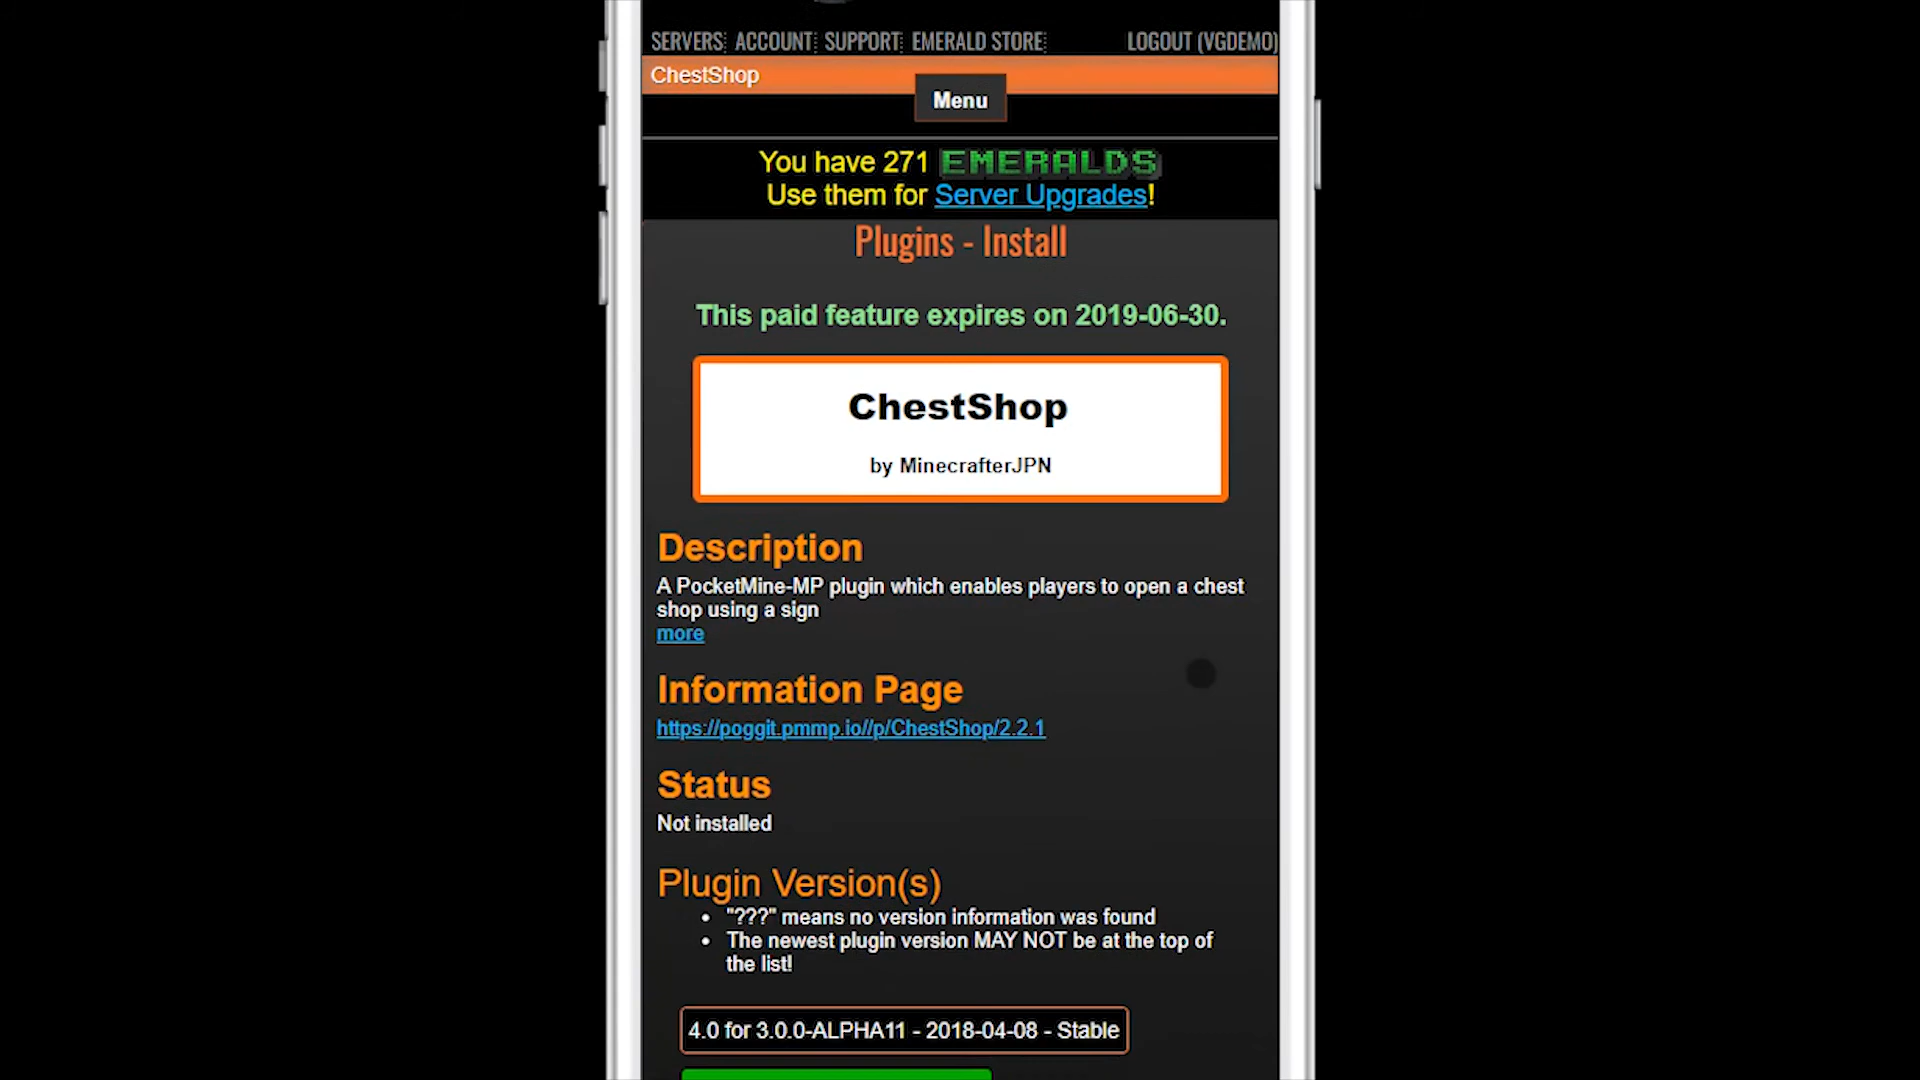 SERVERS ACCOUNT SUPPORT EMERALD STORE LOGOUT (VGDEMO)
ChestShop
Menu
You have 271 EMERALDS
Use them for Server Upgrades!
Plugins - Install
This paid feature expires on 2019-06-30.
ChestShop
by MinecrafterJPN
Description
A PocketMine-MP plugin which enables players to open a chest
shop using a sign
more
Information Page
https://poggit.pmmp.io//p/ChestShop/2.2.1
Status
Not installed
Plugin Version(s)
• "???" means no version information was found
• The newest plugin version MAY NOT be at the top of
the list!
4.0 for 3.0.0-ALPHA11 - 2018-04-08 - Stable